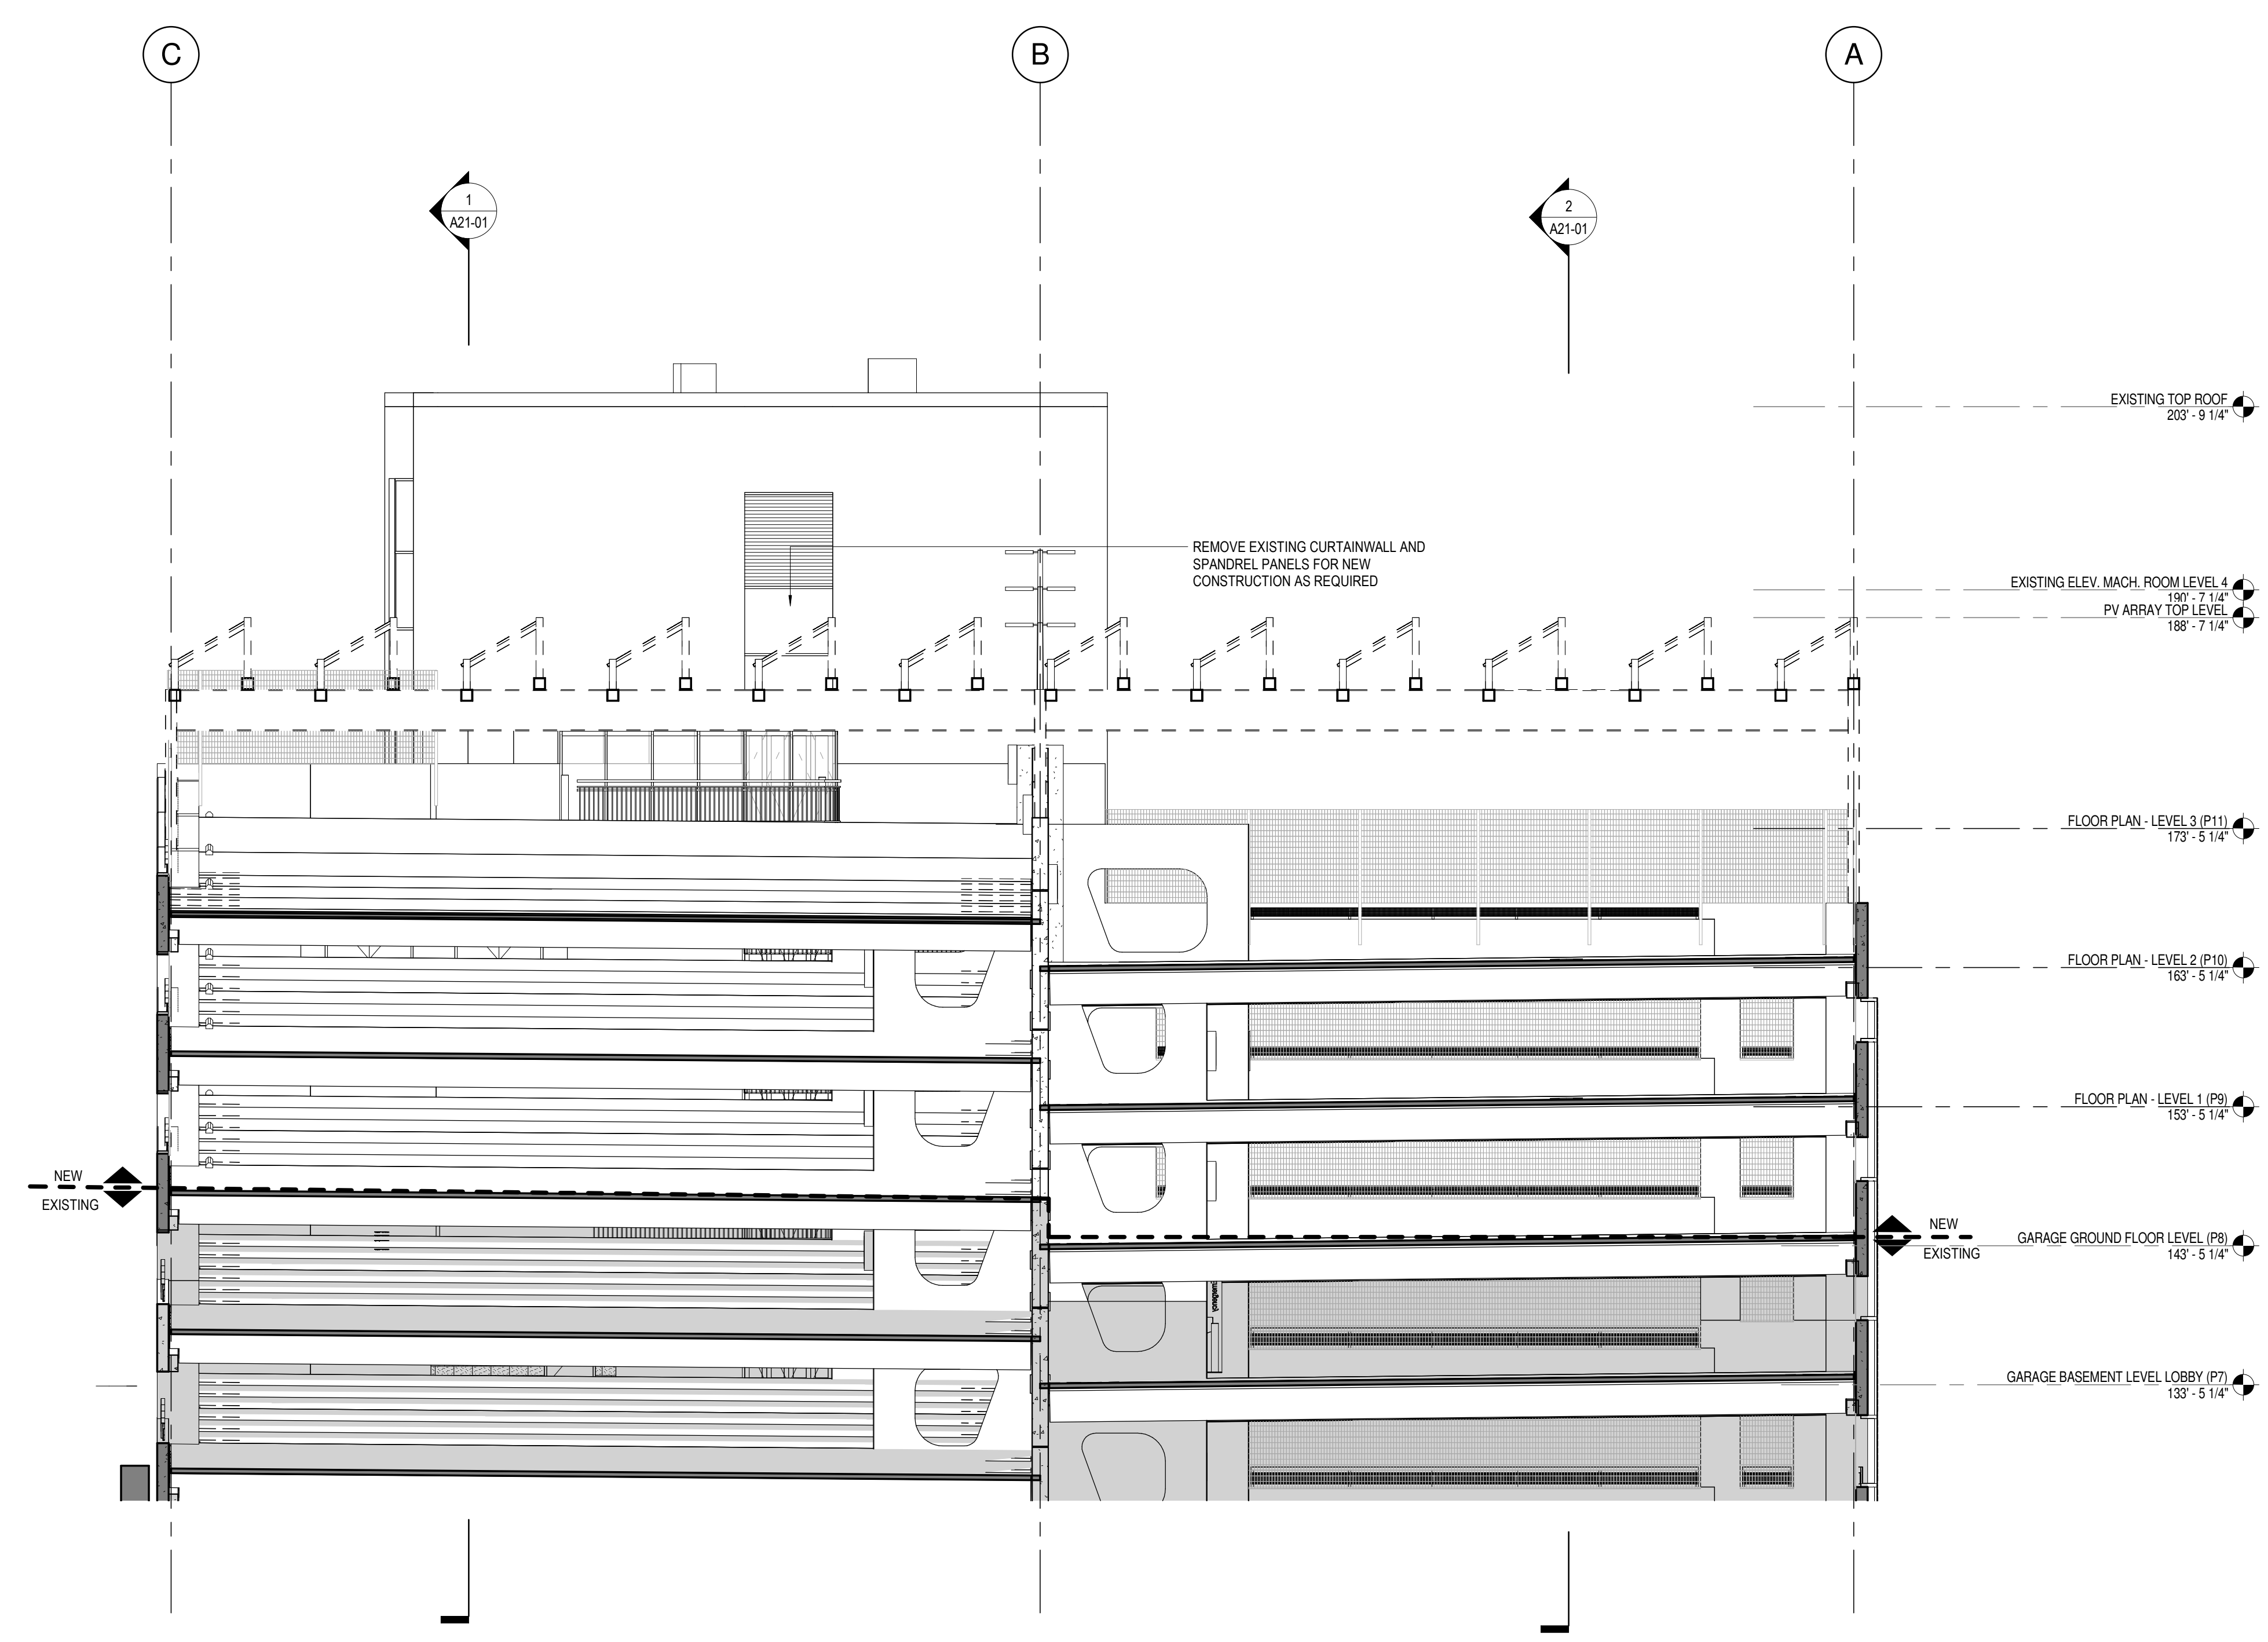 C
B
A
1
A21-01
2
A21-01
EXISTING TOP ROOF
203' - 9 1/4"
REMOVE EXISTING CURTAINWALL AND
SPANDREL PANELS FOR NEW
CONSTRUCTION AS REQUIRED
EXISTING ELEV. MACH. ROOM LEVEL 4
190' - 7 1/4"
PV ARRAY TOP LEVEL
188' - 7 1/4"
FLOOR PLAN - LEVEL 3 (P11)
173' - 5 1/4"
FLOOR PLAN - LEVEL 2 (P10)
163' - 5 1/4"
FLOOR PLAN - LEVEL 1 (P9)
153' - 5 1/4"
NEW
EXISTING
NEW
EXISTING
GARAGE GROUND FLOOR LEVEL (P8)
143' - 5 1/4"
GARAGE BASEMENT LEVEL LOBBY (P7)
133' - 5 1/4"